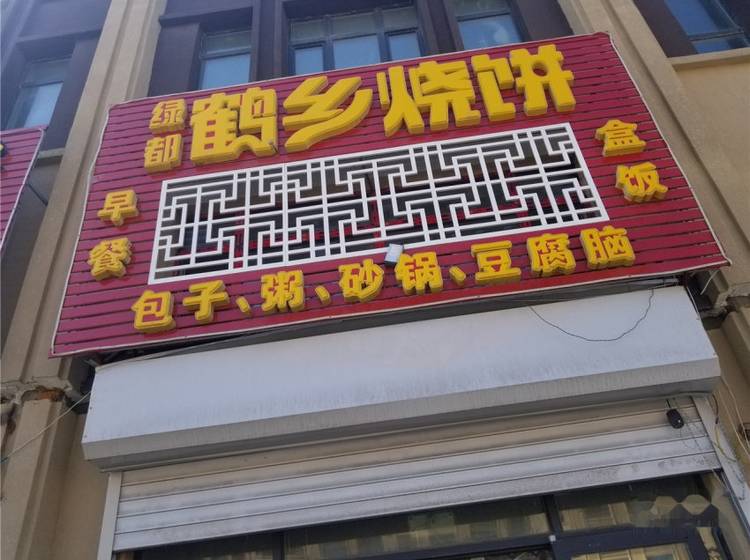 绿都
鹤乡烧饼
早餐
盒饭
包子、粥、砂锅、豆腐脑